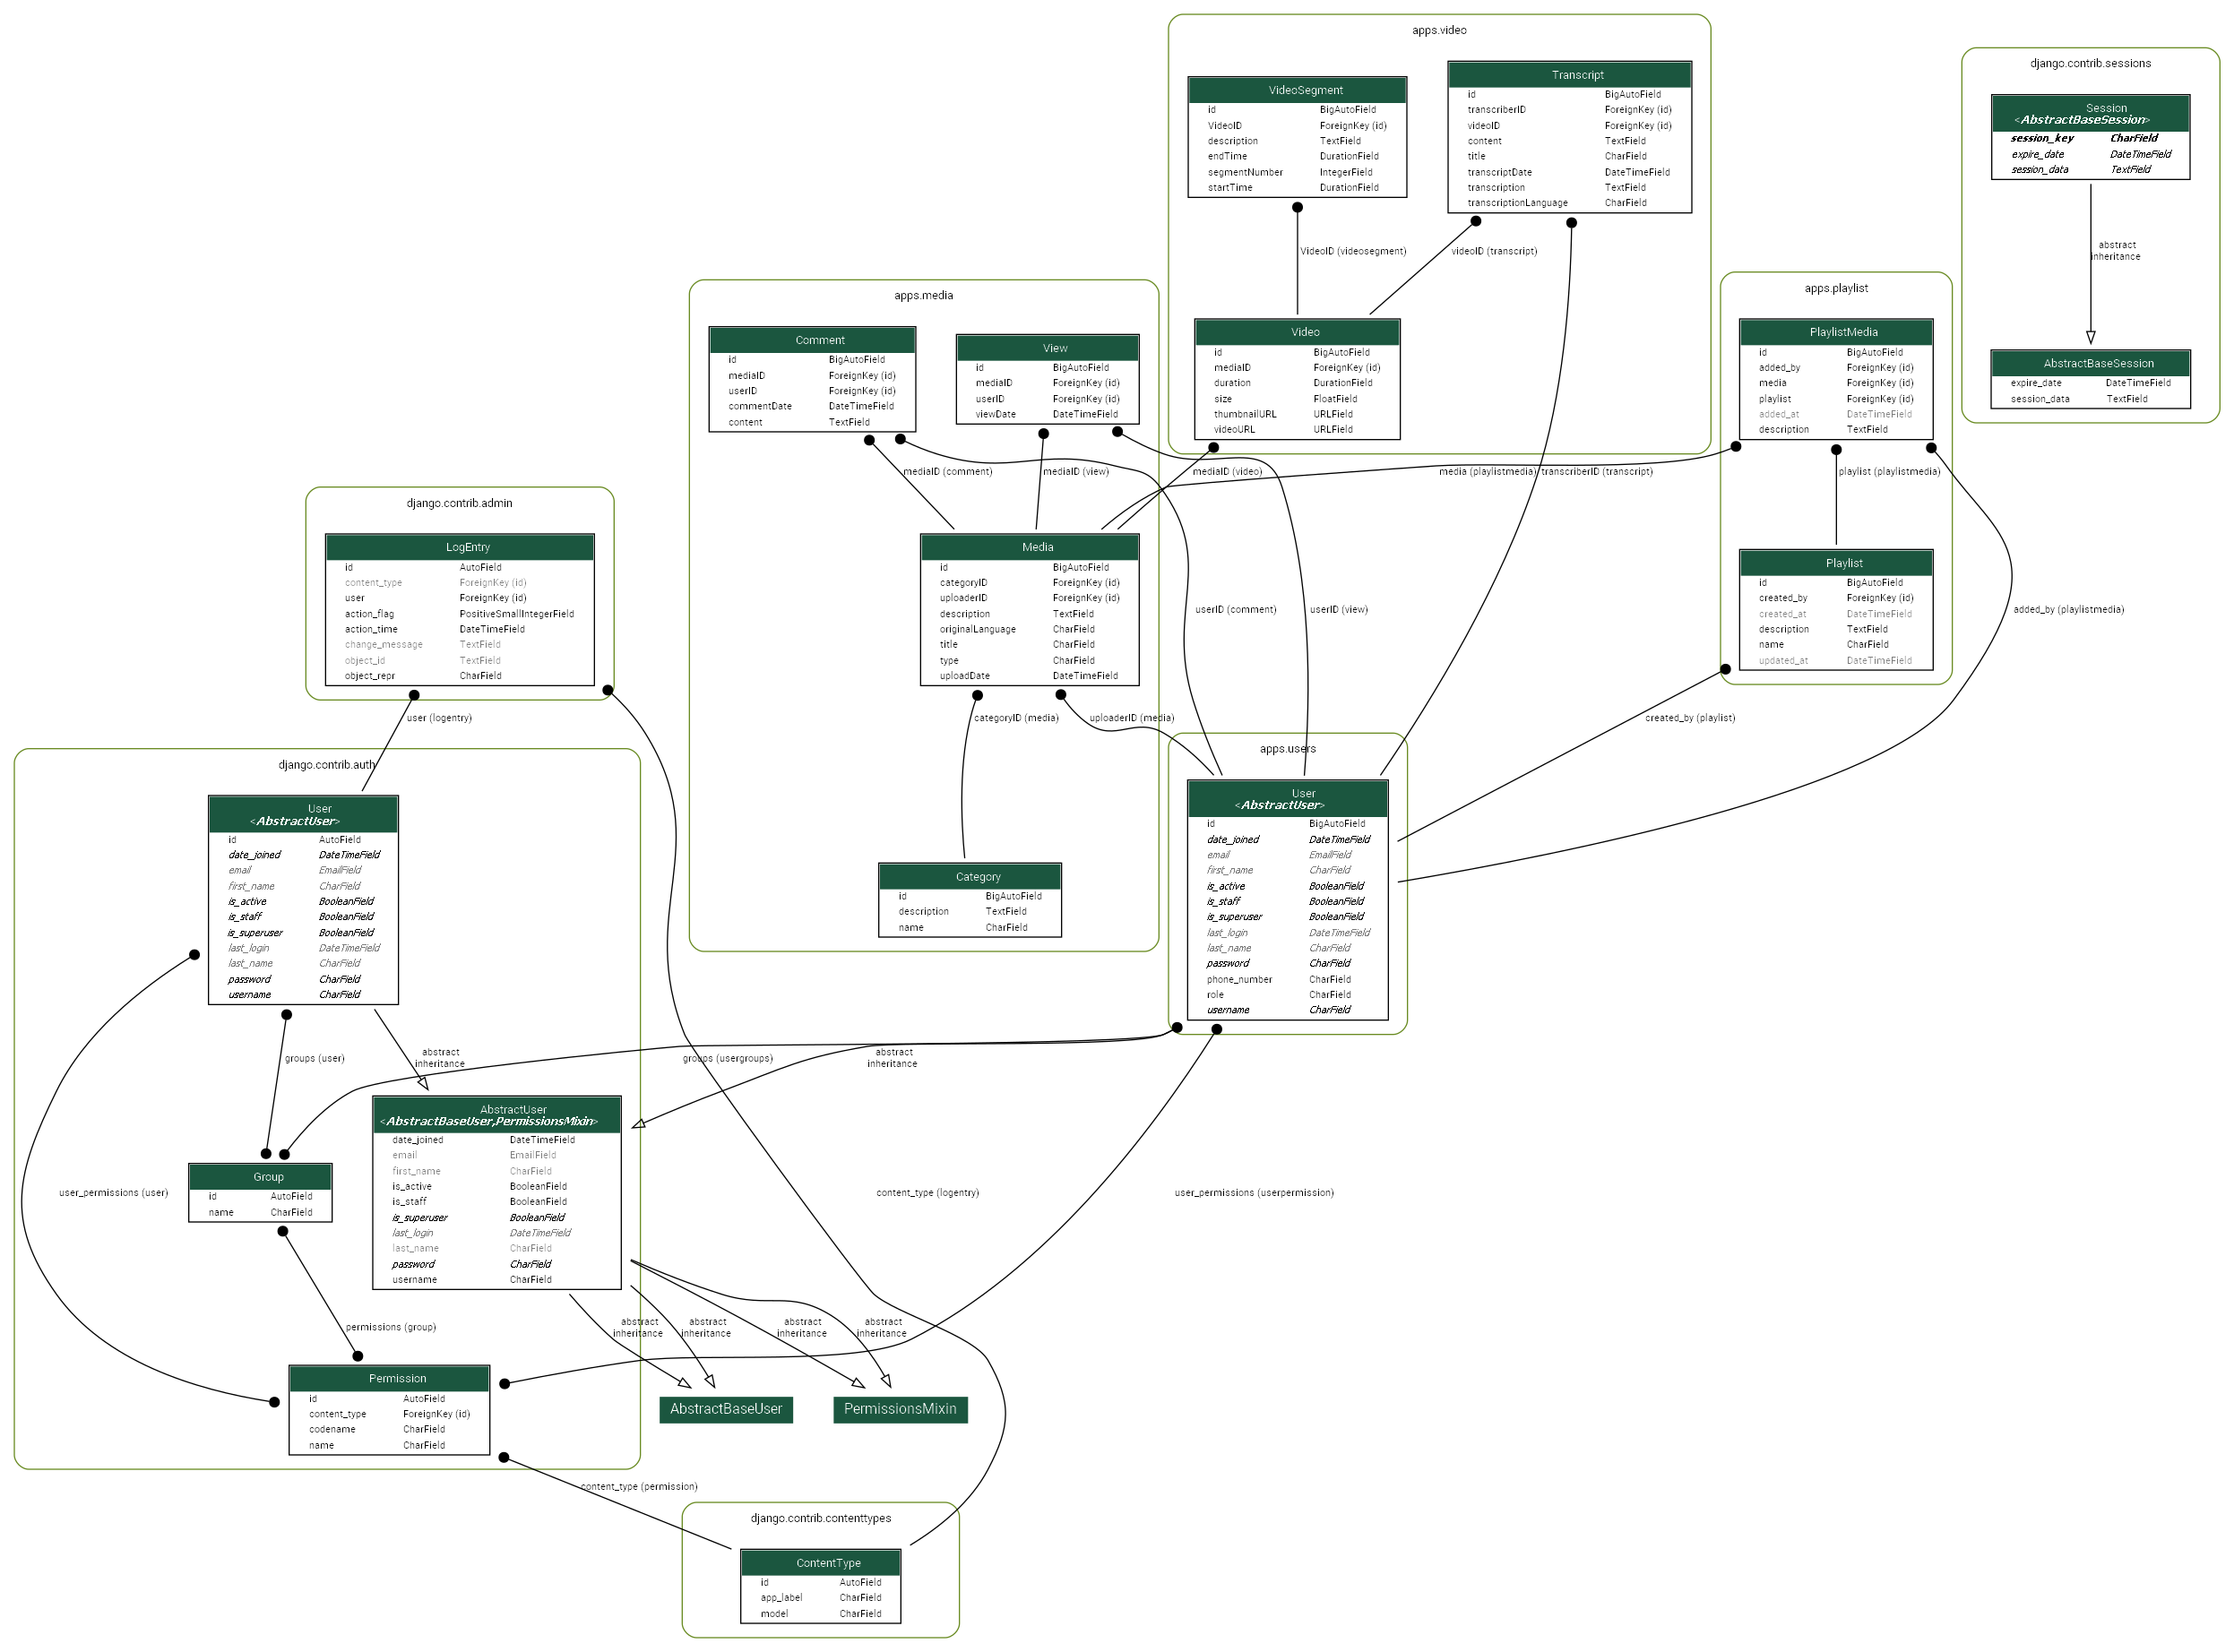 apps.video
VideoSegment
id BigAutoField
VideoID ForeignKey (id)
description TextField
endTime DurationField
segmentNumber IntegerField
startTime DurationField
Transcript
id BigAutoField
transcriberID ForeignKey (id)
videoID ForeignKey (id)
content TextField
title CharField
transcriptDate DateTimeField
transcription TextField
transcriptionLanguage CharField
VideoID (videosegment)
videoID (transcript)
Video
id BigAutoField
mediaID ForeignKey (id)
duration DurationField
size FloatField
thumbnailURL URLField
videoURL URLField
django.contrib.sessions
Session
<AbstractBaseSession>
session_key CharField
expire_date DateTimeField
session_data TextField
abstract
inheritance
AbstractBaseSession
expire_date DateTimeField
session_data TextField
apps.playlist
PlaylistMedia
id BigAutoField
added_by ForeignKey (id)
media ForeignKey (id)
playlist ForeignKey (id)
added_at DateTimeField
description TextField
playlist (playlistmedia)
Playlist
id BigAutoField
created_by ForeignKey (id)
created_at DateTimeField
description TextField
name CharField
updated_at DateTimeField
apps.media
Comment
id BigAutoField
mediaID ForeignKey (id)
userID ForeignKey (id)
commentDate DateTimeField
content TextField
View
id BigAutoField
mediaID ForeignKey (id)
userID ForeignKey (id)
viewDate DateTimeField
mediaID (comment)
mediaID (view)
mediaID (video)
media (playlistmedia)
transcriberID (transcript)
Media
id BigAutoField
categoryID ForeignKey (id)
uploaderID ForeignKey (id)
description TextField
originalLanguage CharField
title CharField
type CharField
uploadDate DateTimeField
userID (comment)
userID (view)
added_by (playlistmedia)
categoryID (media)
uploaderID (media)
created_by (playlist)
Category
id BigAutoField
description TextField
name CharField
django.contrib.admin
LogEntry
id AutoField
content_type ForeignKey (id)
user ForeignKey (id)
action_flag PositiveSmallIntegerField
action_time DateTimeField
change_message TextField
object_id TextField
object_repr CharField
user (logentry)
apps.users
User
<AbstractUser>
id BigAutoField
date_joined DateTimeField
email EmailField
first_name CharField
is_active BooleanField
is_staff BooleanField
is_superuser BooleanField
last_login DateTimeField
last_name CharField
password CharField
phone_number CharField
role CharField
username CharField
django.contrib.auth
User
<AbstractUser>
id AutoField
date_joined DateTimeField
email EmailField
first_name CharField
is_active BooleanField
is_staff BooleanField
is_superuser BooleanField
last_login DateTimeField
last_name CharField
password CharField
username CharField
groups (user)
abstract
inheritance
groups (usergroups)
abstract
inheritance
AbstractUser
<AbstractBaseUser,PermissionsMixin>
date_joined DateTimeField
email EmailField
first_name CharField
is_active BooleanField
is_staff BooleanField
is_superuser BooleanField
last_login DateTimeField
last_name CharField
password CharField
username CharField
Group
id AutoField
name CharField
user_permissions (user)
content_type (logentry)
user_permissions (userpermission)
permissions (group)
abstract
inheritance
abstract
inheritance
abstract
inheritance
abstract
inheritance
Permission
id AutoField
content_type ForeignKey (id)
codename CharField
name CharField
AbstractBaseUser
PermissionsMixin
content_type (permission)
django.contrib.contenttypes
ContentType
id AutoField
app_label CharField
model CharField